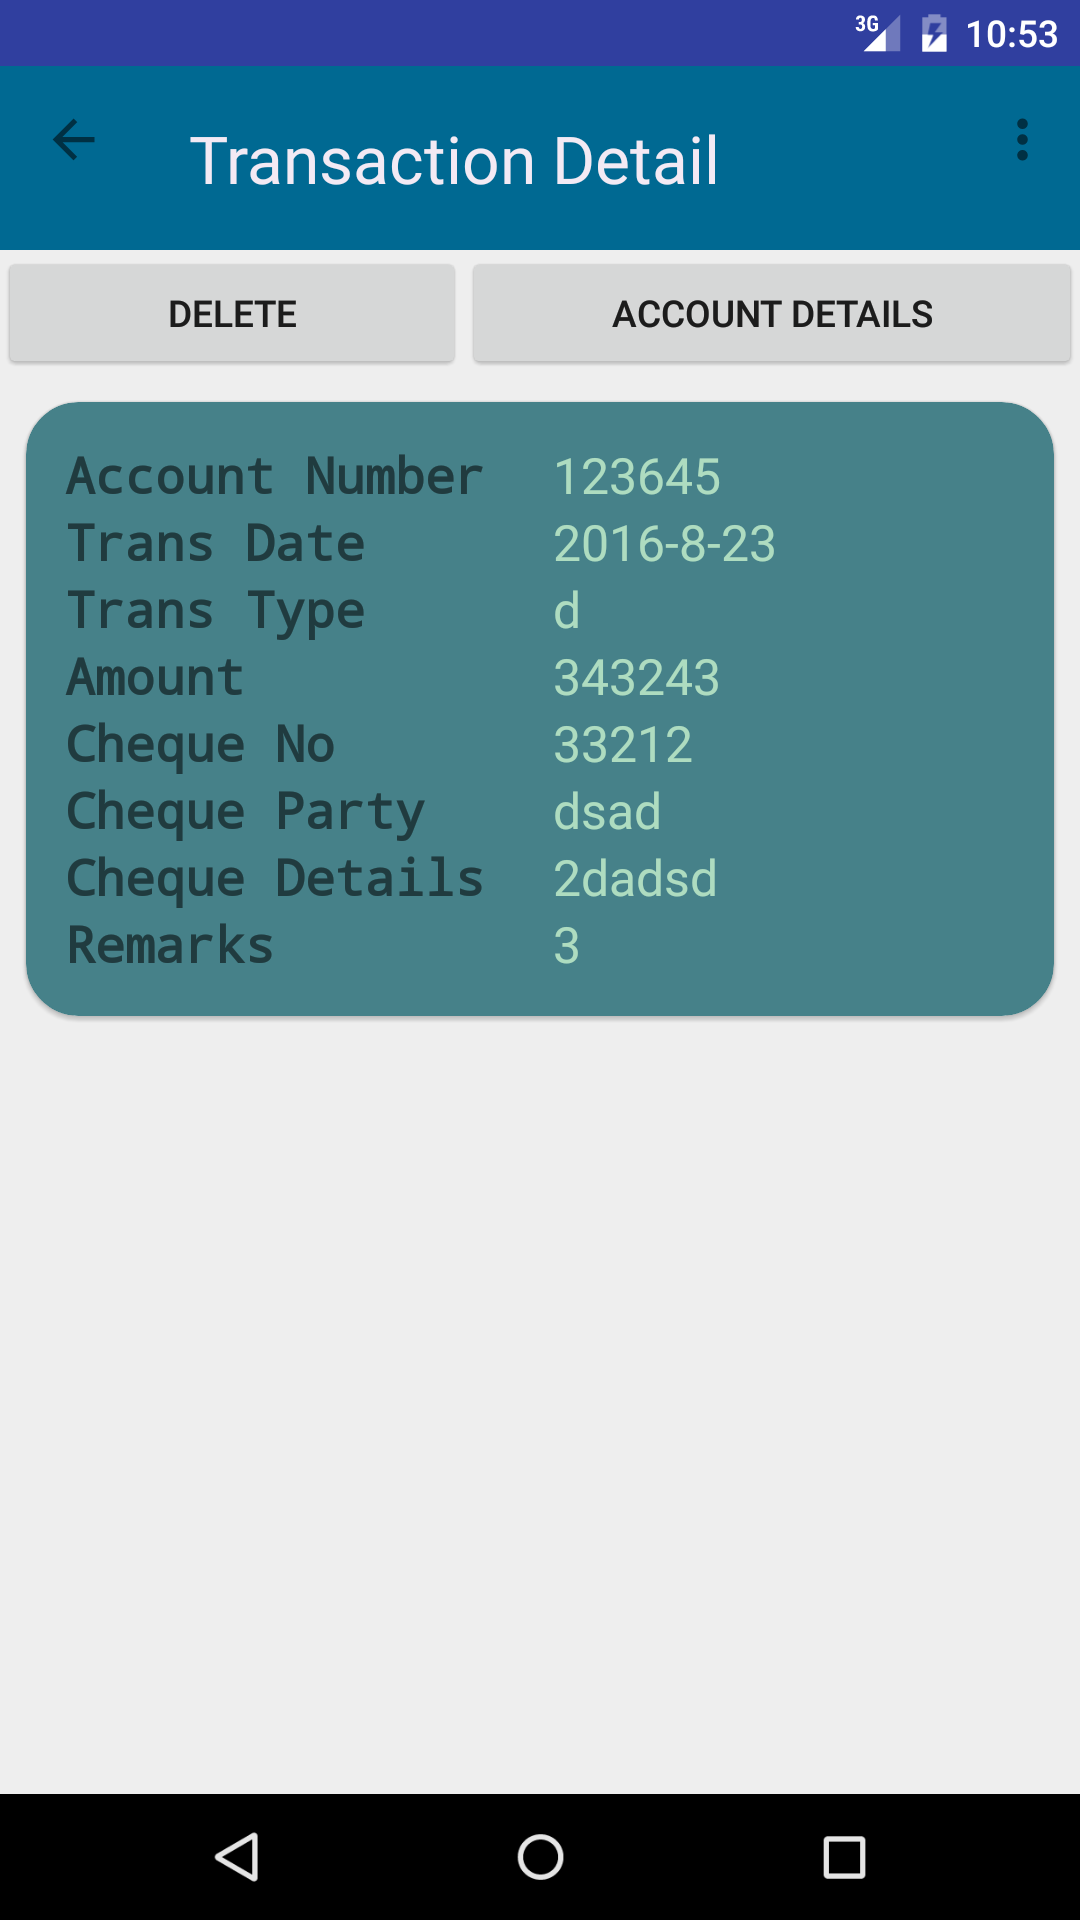 3G 10:53
Transaction Detail
DELETE ACCOUNT DETAILS
Account Number 123645
Trans Date 2016-8-23
Trans Type d
Amount 343243
Cheque No 33212
Cheque Party dsad
Cheque Details 2dadsd
Remarks 3